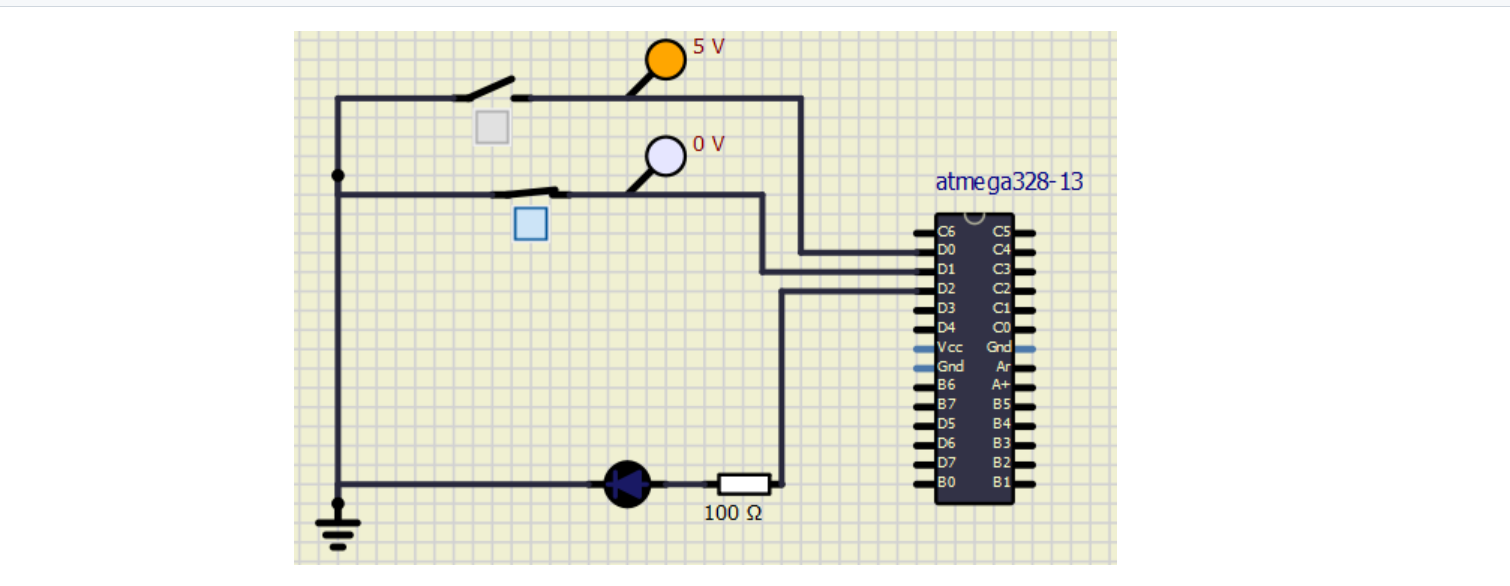 5 V
0 V
atmega328-13
C6 C5
D0 C4
D1 C3
D2 C2
D3 C1
D4 C0
Vcc Gnd
Gnd Ar
B6 A+
B7 B5
D5 B4
D6 B3
D7 B2
B0 B1
100 Ω